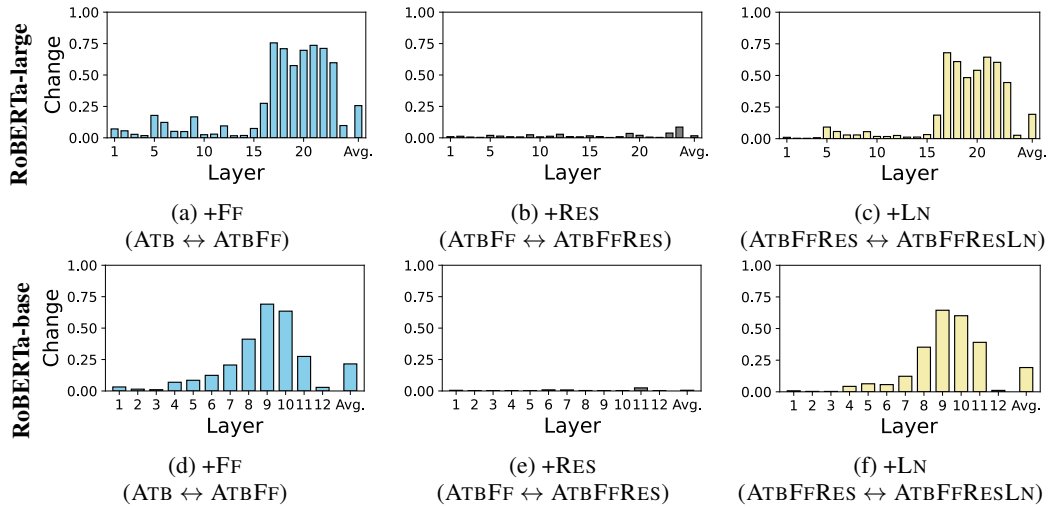 RoBERTa-large
Change
1.00
0.75
0.50
0.25
0.00
1 5 10 15 20 Avg.
Layer
(a) +FF
(ATB ↔ ATBFF)
1.00
0.75
0.50
0.25
0.00
1 5 10 15 20 Avg.
Layer
(b) +RES
(ATBFF ↔ ATBFFRES)
1.00
0.75
0.50
0.25
0.00
1 5 10 15 20 Avg.
Layer
(c) +LN
(ATBFFRES ↔ ATBFFRESLN)
RoBERTa-base
Change
1.00
0.75
0.50
0.25
0.00
1 2 3 4 5 6 7 8 9 10 11 12 Avg.
Layer
(d) +FF
(ATB ↔ ATBFF)
1.00
0.75
0.50
0.25
0.00
1 2 3 4 5 6 7 8 9 10 11 12 Avg.
Layer
(e) +RES
(ATBFF ↔ ATBFFRES)
1.00
0.75
0.50
0.25
0.00
1 2 3 4 5 6 7 8 9 10 11 12 Avg.
Layer
(f) +LN
(ATBFFRES ↔ ATBFFRESLN)